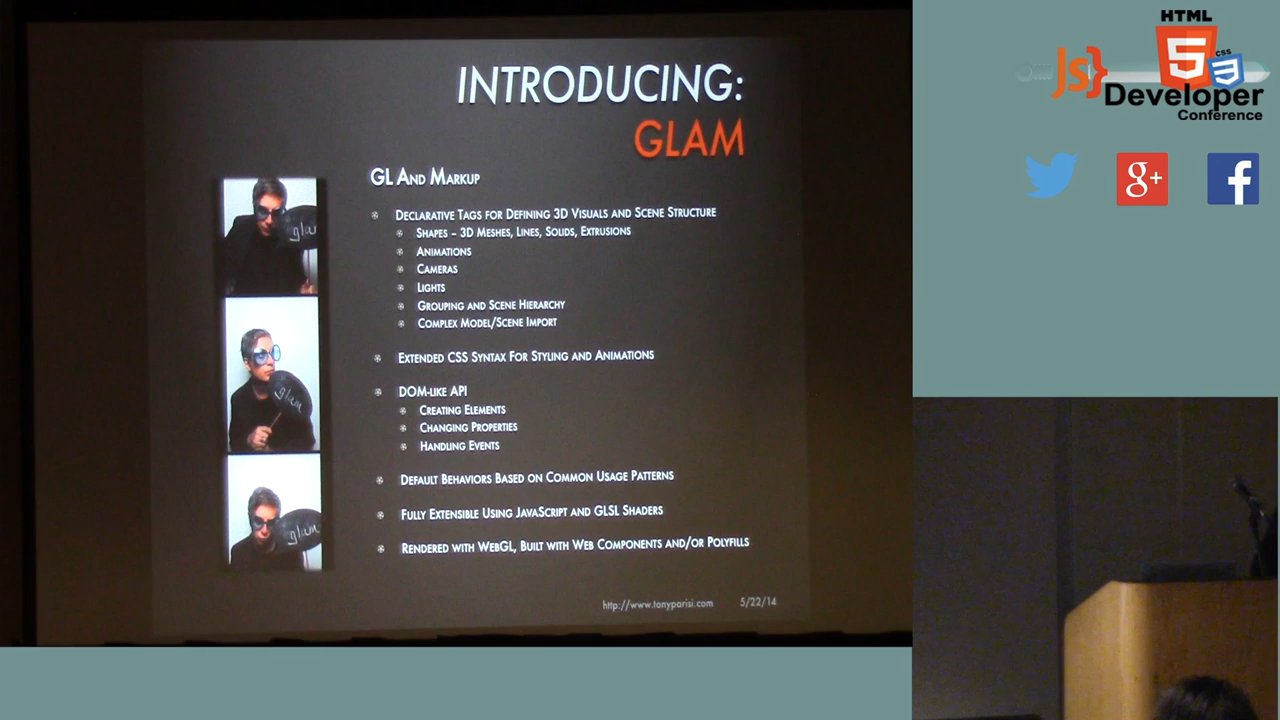 INTRODUCING:
GLAM
GL AND MARKUP
DECLARATIVE TAGS FOR DEFINING 3D VISUALS AND SCENE STRUCTURE
SHAPES – 3D MESHES, LINES, SOLIDS, EXTRUSIONS
ANIMATIONS
CAMERAS
LIGHTS
GROUPING AND SCENE HIERARCHY
COMPLEX MODEL/SCENE IMPORT
EXTENDED CSS SYNTAX FOR STYLING AND ANIMATIONS
DOM-LIKE API
CREATING ELEMENTS
CHANGING PROPERTIES
HANDLING EVENTS
DEFAULT BEHAVIORS BASED ON COMMON USAGE PATTERNS
FULLY EXTENSIBLE USING JAVASCRIPT AND GLSL SHADERS
RENDERED WITH WEBGL, BUILT WITH WEB COMPONENTS AND/OR POLYFILLS
http://www.tonyparisi.com 5/22/14
glam
glam
glam
HTML
JS} 5 css 3
Developer
Conference
g+ f